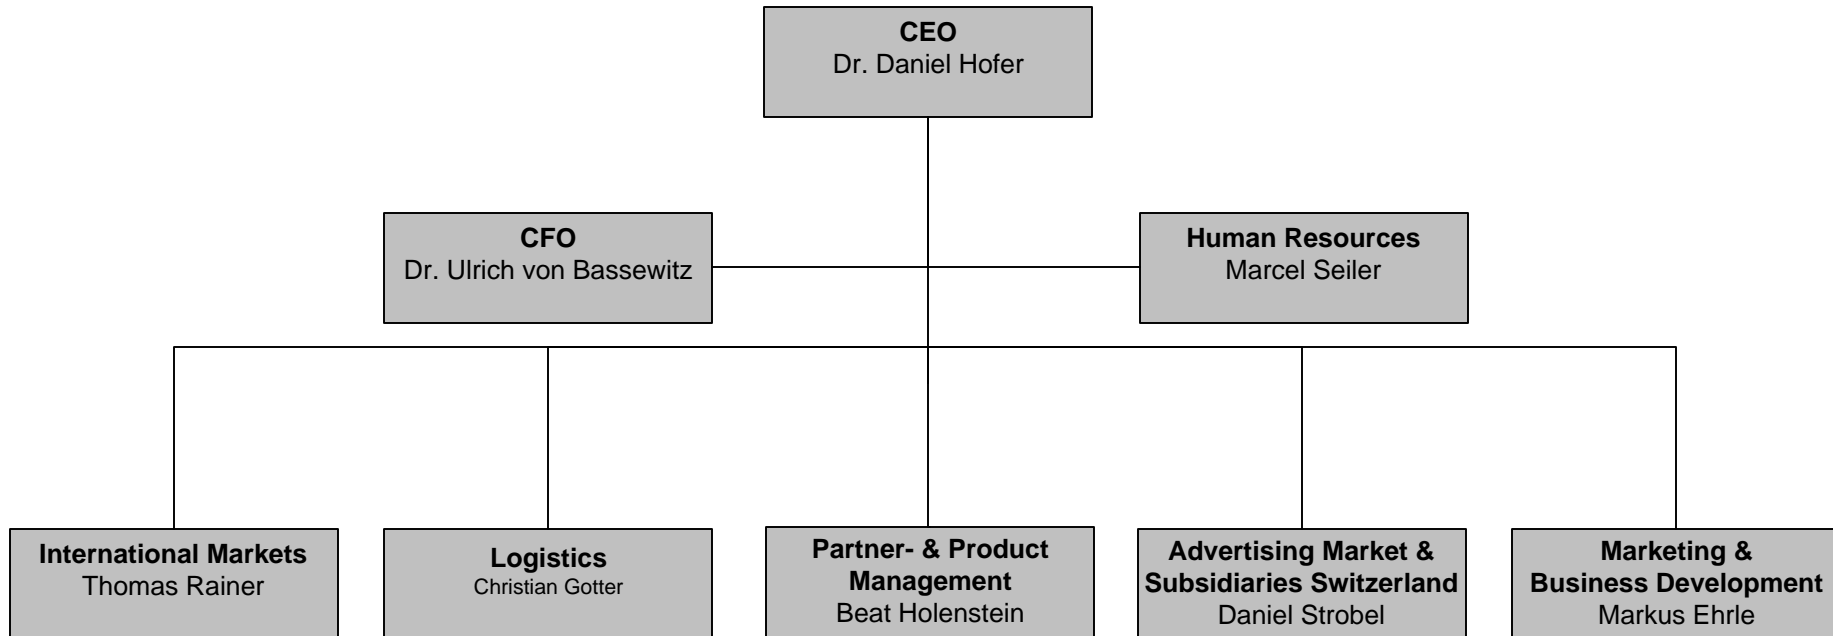 CEO
Dr. Daniel Hofer
CFO
Dr. Ulrich von Bassewitz
Human Resources
Marcel Seiler
International Markets
Thomas Rainer
Logistics
Christian Gotter
Partner- & Product
Management
Beat Holenstein
Advertising Market &
Subsidiaries Switzerland
Daniel Strobel
Marketing &
Business Development
Markus Ehrle